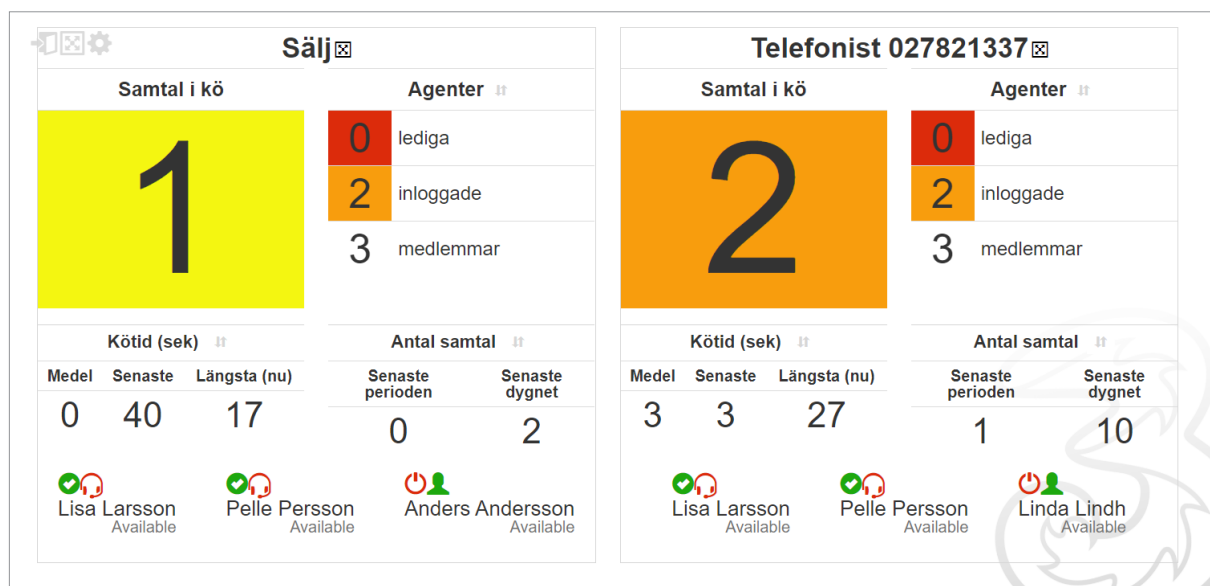 Sälj
Samtal i kö
Agenter
1
0 lediga
2 inloggade
3 medlemmar
Kötid (sek)
Antal samtal
Medel Senaste Längsta (nu)
Senaste perioden
Senaste dygnet
0 40 17
0 2
Lisa Larsson
Available
Pelle Persson
Available
Anders Andersson
Available
Telefonist 027821337
Samtal i kö
Agenter
2
0 lediga
2 inloggade
3 medlemmar
Kötid (sek)
Antal samtal
Medel Senaste Längsta (nu)
Senaste perioden
Senaste dygnet
3 3 27
1 10
Lisa Larsson
Available
Pelle Persson
Available
Linda Lindh
Available